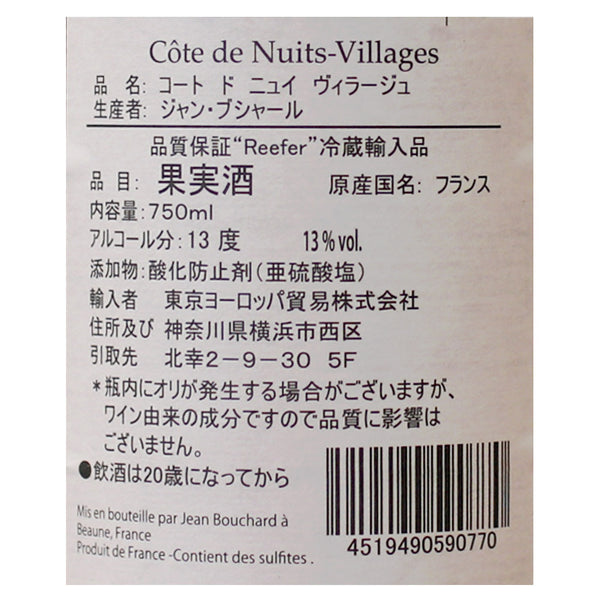 Côte de Nuits-Villages
品　名: コート ド ニュイ ヴィラージュ
生産者: ジャン・ブシャール
品質保証“Reefer”冷蔵輸入品
品目: 果実酒　原産国名: フランス
内容量:750ml
アルコール分:13 度　13%vol.
添加物:酸化防止剤(亜硫酸塩)
輸入者　東京ヨーロッパ貿易株式会社
住所及び　神奈川県横浜市西区
引取先　北幸2-9-30 5F
*瓶内にオリが発生する場合がございますが、
ワイン由来の成分ですので品質に影響は
ございません。
●飲酒は20歳になってから
Mis en bouteille par Jean Bouchard à
Beaune, France
Produit de France -Contient des sulfites .
4519490590770